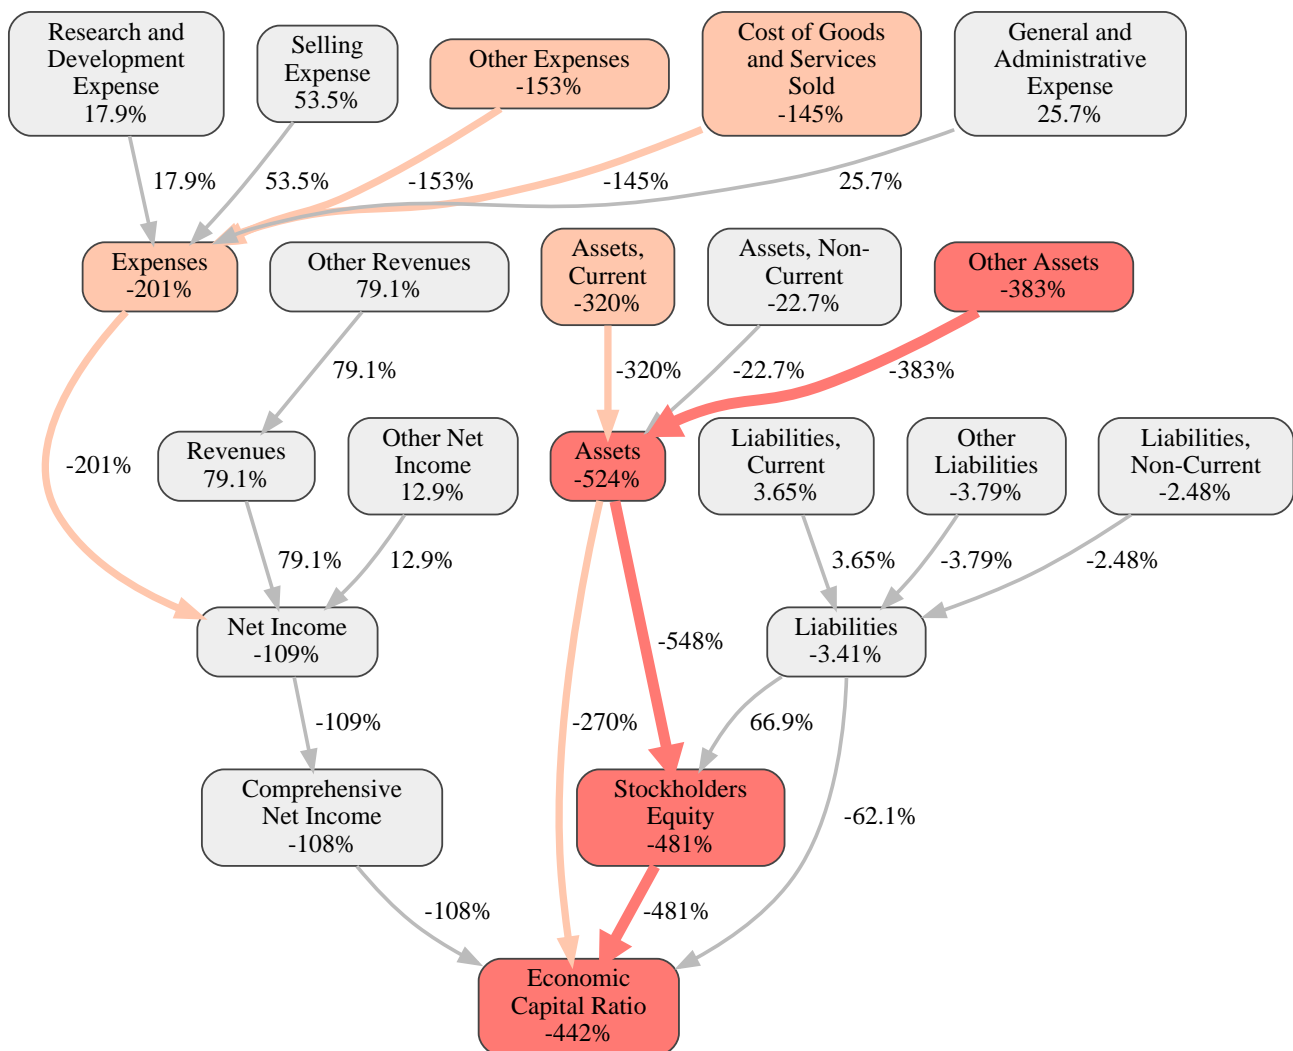 Research and
Development
Expense
17.9%
Selling
Expense
53.5%
Other Expenses
-153%
Cost of Goods
and Services
Sold
-145%
General and
Administrative
Expense
25.7%
17.9%
53.5%
-153%
-145%
25.7%
Expenses
-201%
Other Revenues
79.1%
Assets,
Current
-320%
Assets, Non-
Current
-22.7%
Other Assets
-383%
79.1%
-320%
-22.7%
-383%
-201%
Revenues
79.1%
Other Net
Income
12.9%
Assets
-524%
Liabilities,
Current
3.65%
Other
Liabilities
-3.79%
Liabilities,
Non-Current
-2.48%
79.1%
12.9%
3.65%
-3.79%
-2.48%
Net Income
-109%
-548%
Liabilities
-3.41%
-109%
-270%
66.9%
Comprehensive
Net Income
-108%
Stockholders
Equity
-481%
-62.1%
-108%
-481%
Economic
Capital Ratio
-442%